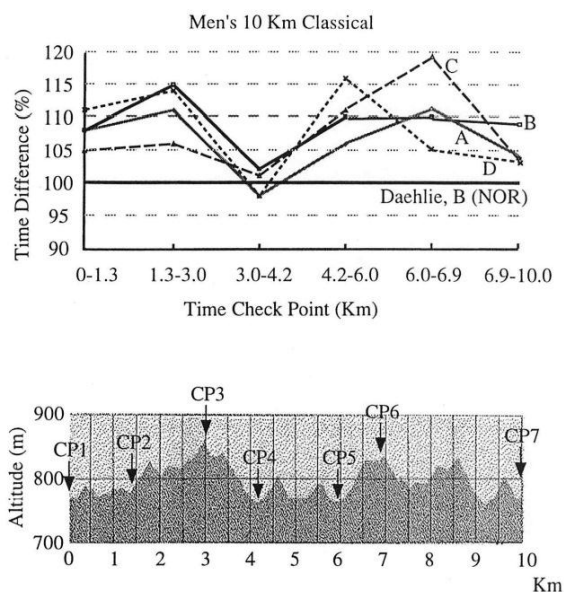 Men's 10 Km Classical
Time Difference (%)
120
115
110
105
100
95
90
C
B
A
D
Daehlie, B (NOR)
0-1.3 1.3-3.0 3.0-4.2 4.2-6.0 6.0-6.9 6.9-10.0
Time Check Point (Km)
Altitude (m)
900
800
700
CP1
CP2
CP3
CP4
CP5
CP6
CP7
0 1 2 3 4 5 6 7 8 9 10
Km